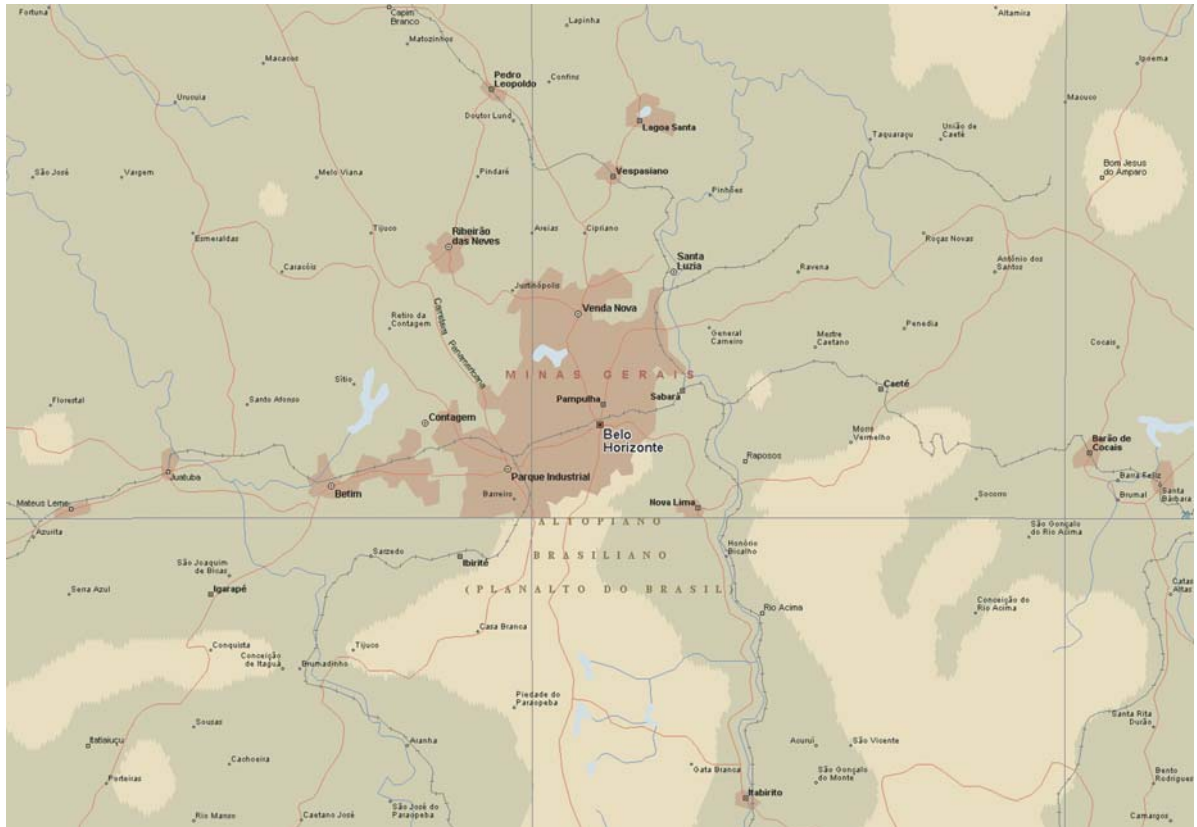 Fortuna
Capim
Branco
Lapinha
Altamira
Matozinhos
Macacos
Ipoema
Pedro
Leopoldo
Confins
Urucuia
Macuco
Doutor Lund
Lagoa Santa
Taquaraçu
União de
Caeté
São José
Vargem
Melo Viana
Pindaré
Vespasiano
Bom Jesus
do Amparo
Pinhões
Esmeraldas
Tijuco
Ribeirão
das Neves
Areias
Cipriano
Roças Novas
Caracóis
Santa
Luzia
Ravena
Antônio dos
Santos
Justinópolis
Venda Nova
Retiro da
Contagem
Carretera Panamericana
General
Carneiro
Mestre
Caetano
Penedia
Cocais
MINAS GERAIS
Sítio
Florestal
Santo Afonso
Pampulha
Sabará
Caeté
Contagem
Belo
Horizonte
Morro
Vermelho
Barão de
Cocais
Juatuba
Betim
Parque Industrial
Raposos
Barra Feliz
Mateus Leme
Barreiro
Nova Lima
Socorro
Brumal
Santa
Bárbara
Azurita
ALTOPIANO
São Gonçalo
do Rio Acima
Sarzedo
Ibirité
BRASILIANO
Honório
Bicalho
São Joaquim
de Bicas
Serra Azul
Igarapé
(PLANALTO DO BRASIL)
Catas
Altas
Conceição do
Rio Acima
Rio Acima
Casa Branca
Conquista
Tijuco
Conceição
de Itaguá
Brumadinho
Piedade do
Paraopeba
Sousas
Santa Rita
Durão
Itatiaiuçu
Aranha
Acuruí
São Vicente
Cachoeira
Gata Branca
Porteiras
São Gonçalo
do Monte
Bento
Rodrigues
Itabirito
Rio Manso
Caetano José
São José do
Paraopeba
Camargos